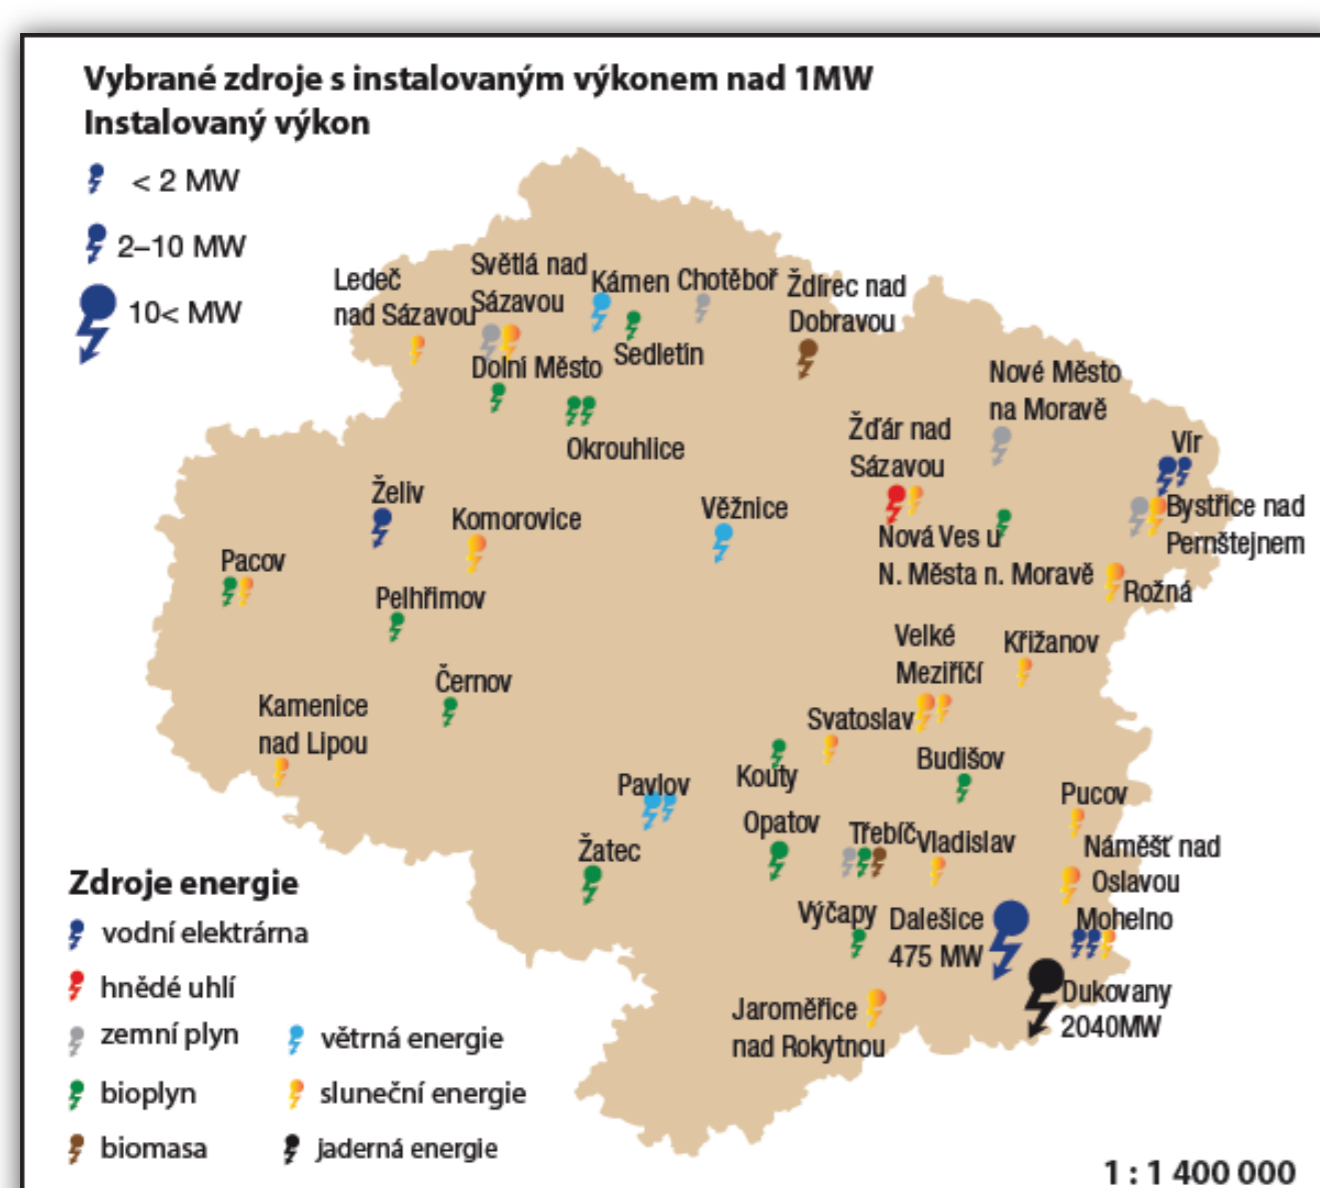 Vybrané zdroje s instalovaným výkonem nad 1MW
Instalovaný výkon
< 2 MW
2–10 MW
10< MW
Ledeč
nad Sázavou
Světlá nad
Sázavou
Kámen
Chotěboř
Ždírec nad
Dobravou
Sedletín
Dolní Město
Okrouhlice
Nové Město
na Moravě
Žďár nad
Sázavou
Vír
Bystřice nad
Pernštejnem
Želiv
Komorovice
Věžnice
Nová Ves u
N. Města n. Moravě
Rožná
Pacov
Pelhřimov
Velké
Meziříčí
Křižanov
Černov
Kamenice
nad Lipou
Svatoslav
Kouty
Budišov
Pavlov
Pucov
Opatov
Třebíč
Vladislav
Žatec
Náměšť nad
Oslavou
Výčapy
Dalešice
475 MW
Mohelno
Dukovany
2040MW
Jaroměřice
nad Rokytnou
Zdroje energie
vodní elektrárna
hnědé uhlí
zemní plyn
bioplyn
biomasa
větrná energie
sluneční energie
jaderná energie
1 : 1 400 000